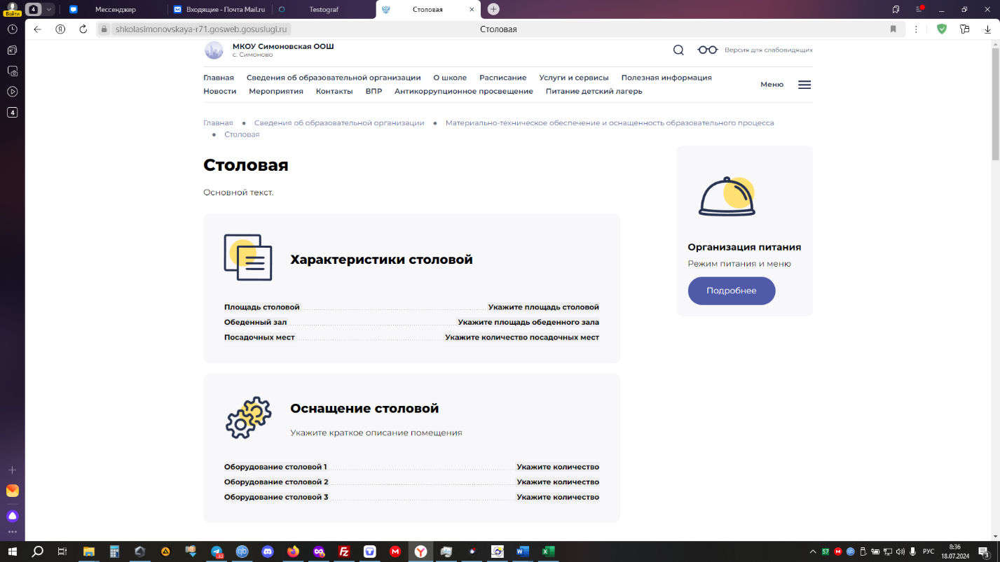 Войти
4
Мессенджер
Входящие - Почта Mail.ru
Testograf
Столовая
shkolasimonovskaya-r71.gosweb.gosuslugi.ru
Столовая
4
МКОУ Симоновская ООШ
с. Симоново
Версия для слабовидящих
Главная Сведения об образовательной организации О школе Расписание Услуги и сервисы Полезная информация
Новости Мероприятия Контакты ВПР Антикоррупционное просвещение Питание детский лагерь
Меню
Главная ● Сведения об образовательной организации ● Материально-техническое обеспечение и оснащенность образовательного процесса
● Столовая
Столовая
Основной текст.
Характеристики столовой
Площадь столовой Укажите площадь столовой
Обеденный зал Укажите площадь обеденного зала
Посадочных мест Укажите количество посадочных мест
Организация питания
Режим питания и меню
Подробнее
Оснащение столовой
Укажите краткое описание помещения
Оборудование столовой 1 Укажите количество
Оборудование столовой 2 Укажите количество
Оборудование столовой 3 Укажите количество
57
РУС
8:36
18.07.2024
3